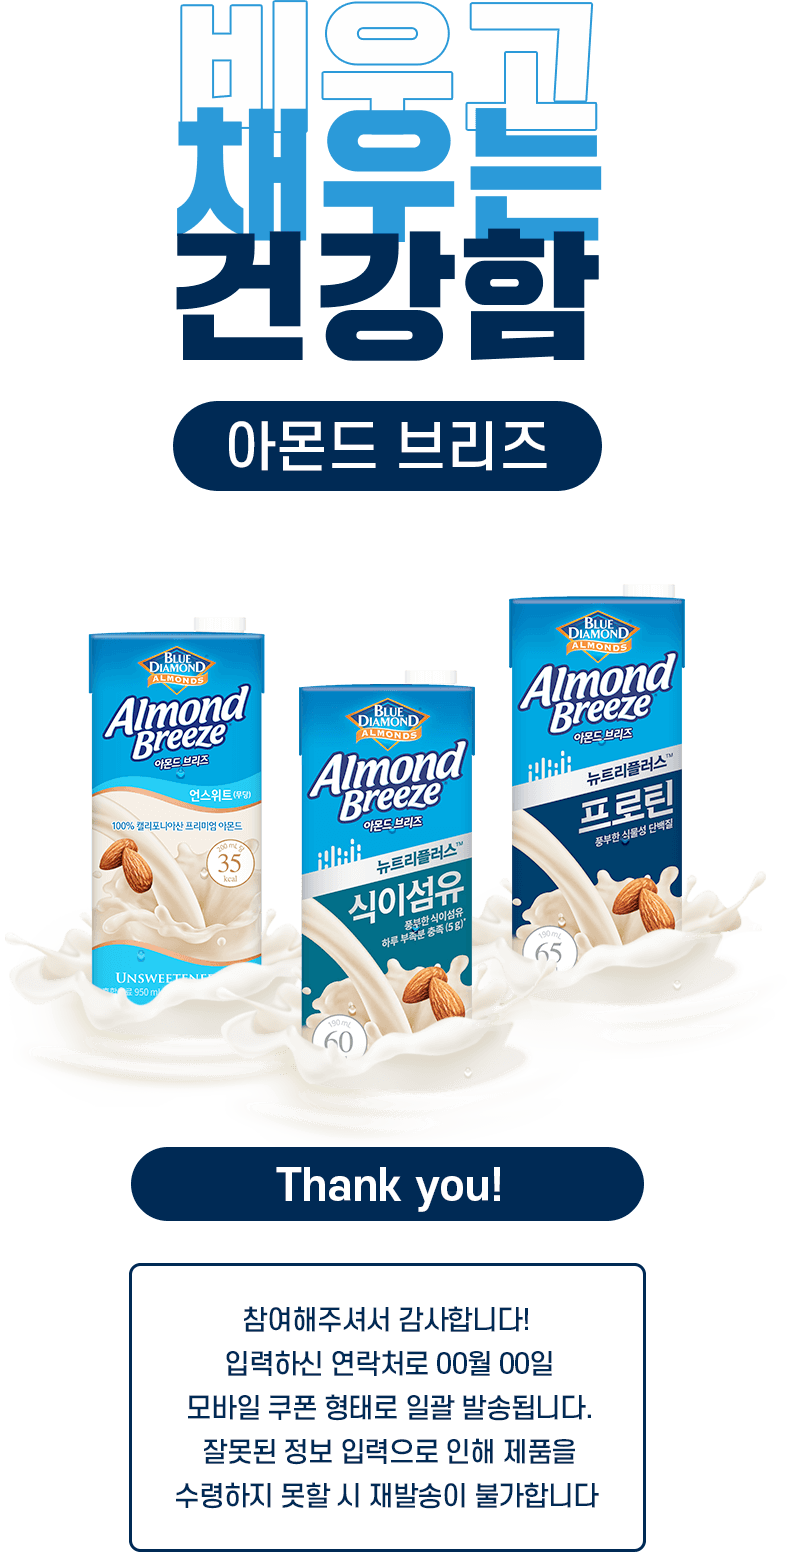 비우고
채우는
건강함
아몬드 브리즈
BLUE
DIAMOND
ALMONDS
Almond
Breeze
아몬드 브리즈
언스위트(무당)
100% 캘리포니아산 프리미엄 아몬드
200 mL 당
35
kcal
950 ml
BLUE
DIAMOND
ALMONDS
Almond
Breeze
아몬드 브리즈
뉴트리플러스™
식이섬유
풍부한 식이섬유
하루 부족분 충족 (5 g)*
190 mL
60
BLUE
DIAMOND
ALMONDS
Almond
Breeze
아몬드 브리즈
뉴트리플러스™
프로틴
풍부한 식물성 단백질
190 mL
65
Thank you!
참여해주셔서 감사합니다!
입력하신 연락처로 00월 00일
모바일 쿠폰 형태로 일괄 발송됩니다.
잘못된 정보 입력으로 인해 제품을
수령하지 못할 시 재발송이 불가합니다